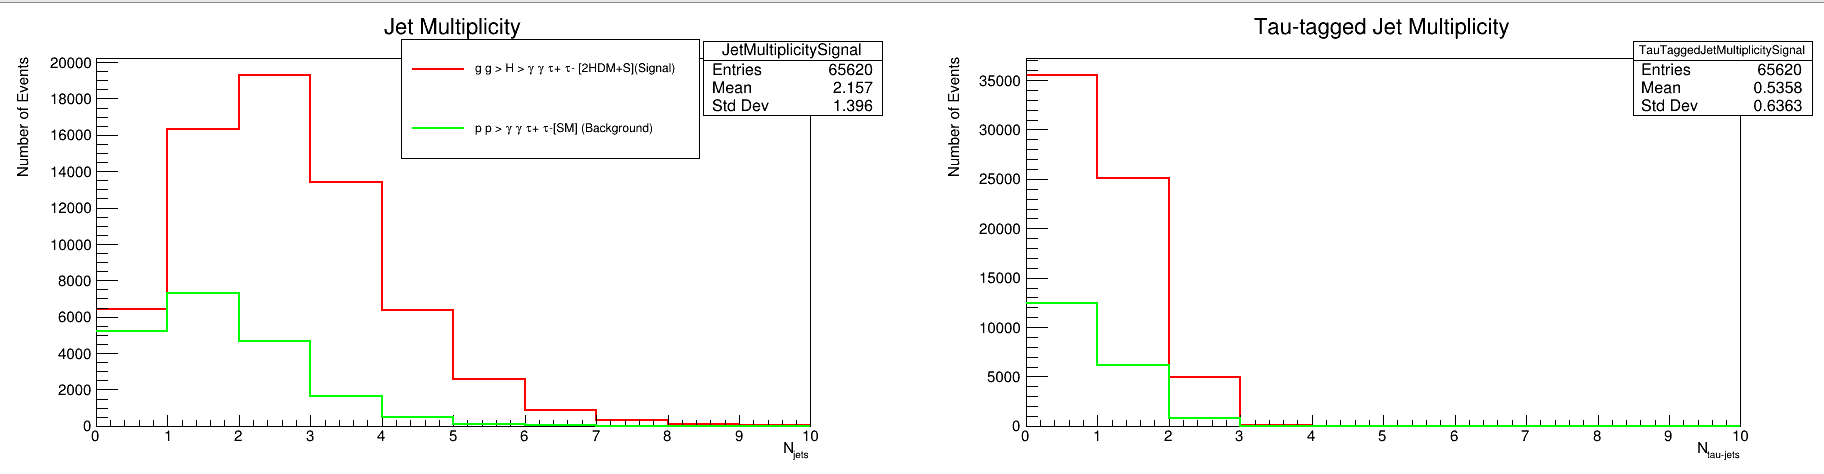 Jet Multiplicity
JetMultiplicitySignal
Entries 65620
Mean 2.157
Std Dev 1.396
g g > H > γ γ τ+ τ- [2HDM+S](Signal)
p p > γ γ τ+ τ-[SM] (Background)
Number of Events
20000
18000
16000
14000
12000
10000
8000
6000
4000
2000
0
0 1 2 3 4 5 6 7 8 9 10
Njets
Tau-tagged Jet Multiplicity
TauTaggedJetMultiplicitySignal
Entries 65620
Mean 0.5358
Std Dev 0.6363
Number of Events
35000
30000
25000
20000
15000
10000
5000
0
0 1 2 3 4 5 6 7 8 9 10
Ntau-jets